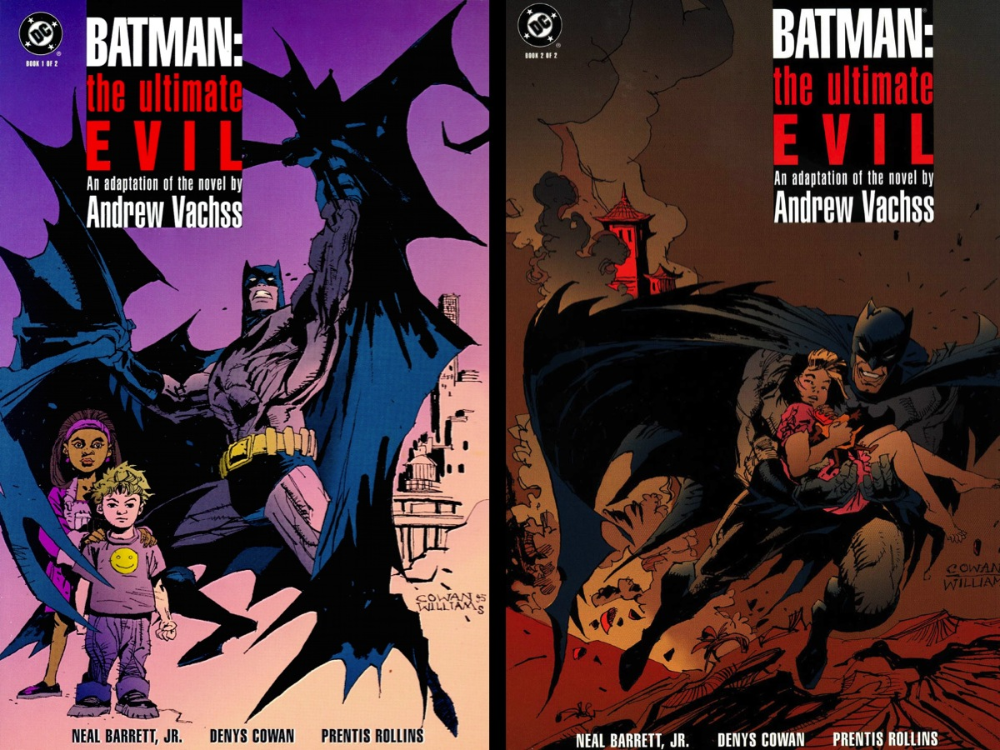 DC
®
BOOK 1 OF 2
BATMAN:
the ultimate
EVIL
An adaptation of the novel by
Andrew Vachss
COWAN 95
WILLIAMS
NEAL BARRETT, JR. DENYS COWAN PRENTIS ROLLINS
DC
®
BOOK 2 OF 2
BATMAN:
®
the ultimate
EVIL
An adaptation of the novel by
Andrew Vachss
COWAN
WILLIAM
NEAL BARRETT, JR. DENYS COWAN PRENTIS ROLLINS